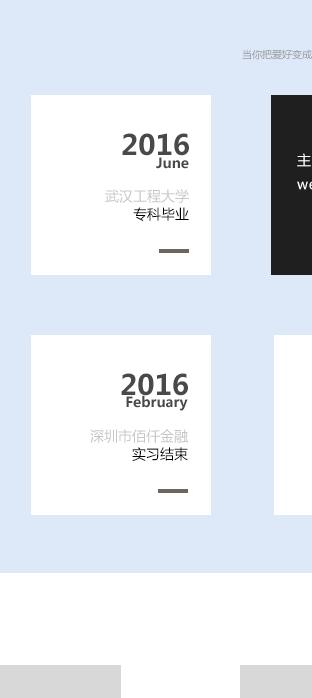 当你把爱好变成
2016
June
武汉工程大学
专科毕业
主
we
2016
February
深圳市佰仟金融
实习结束